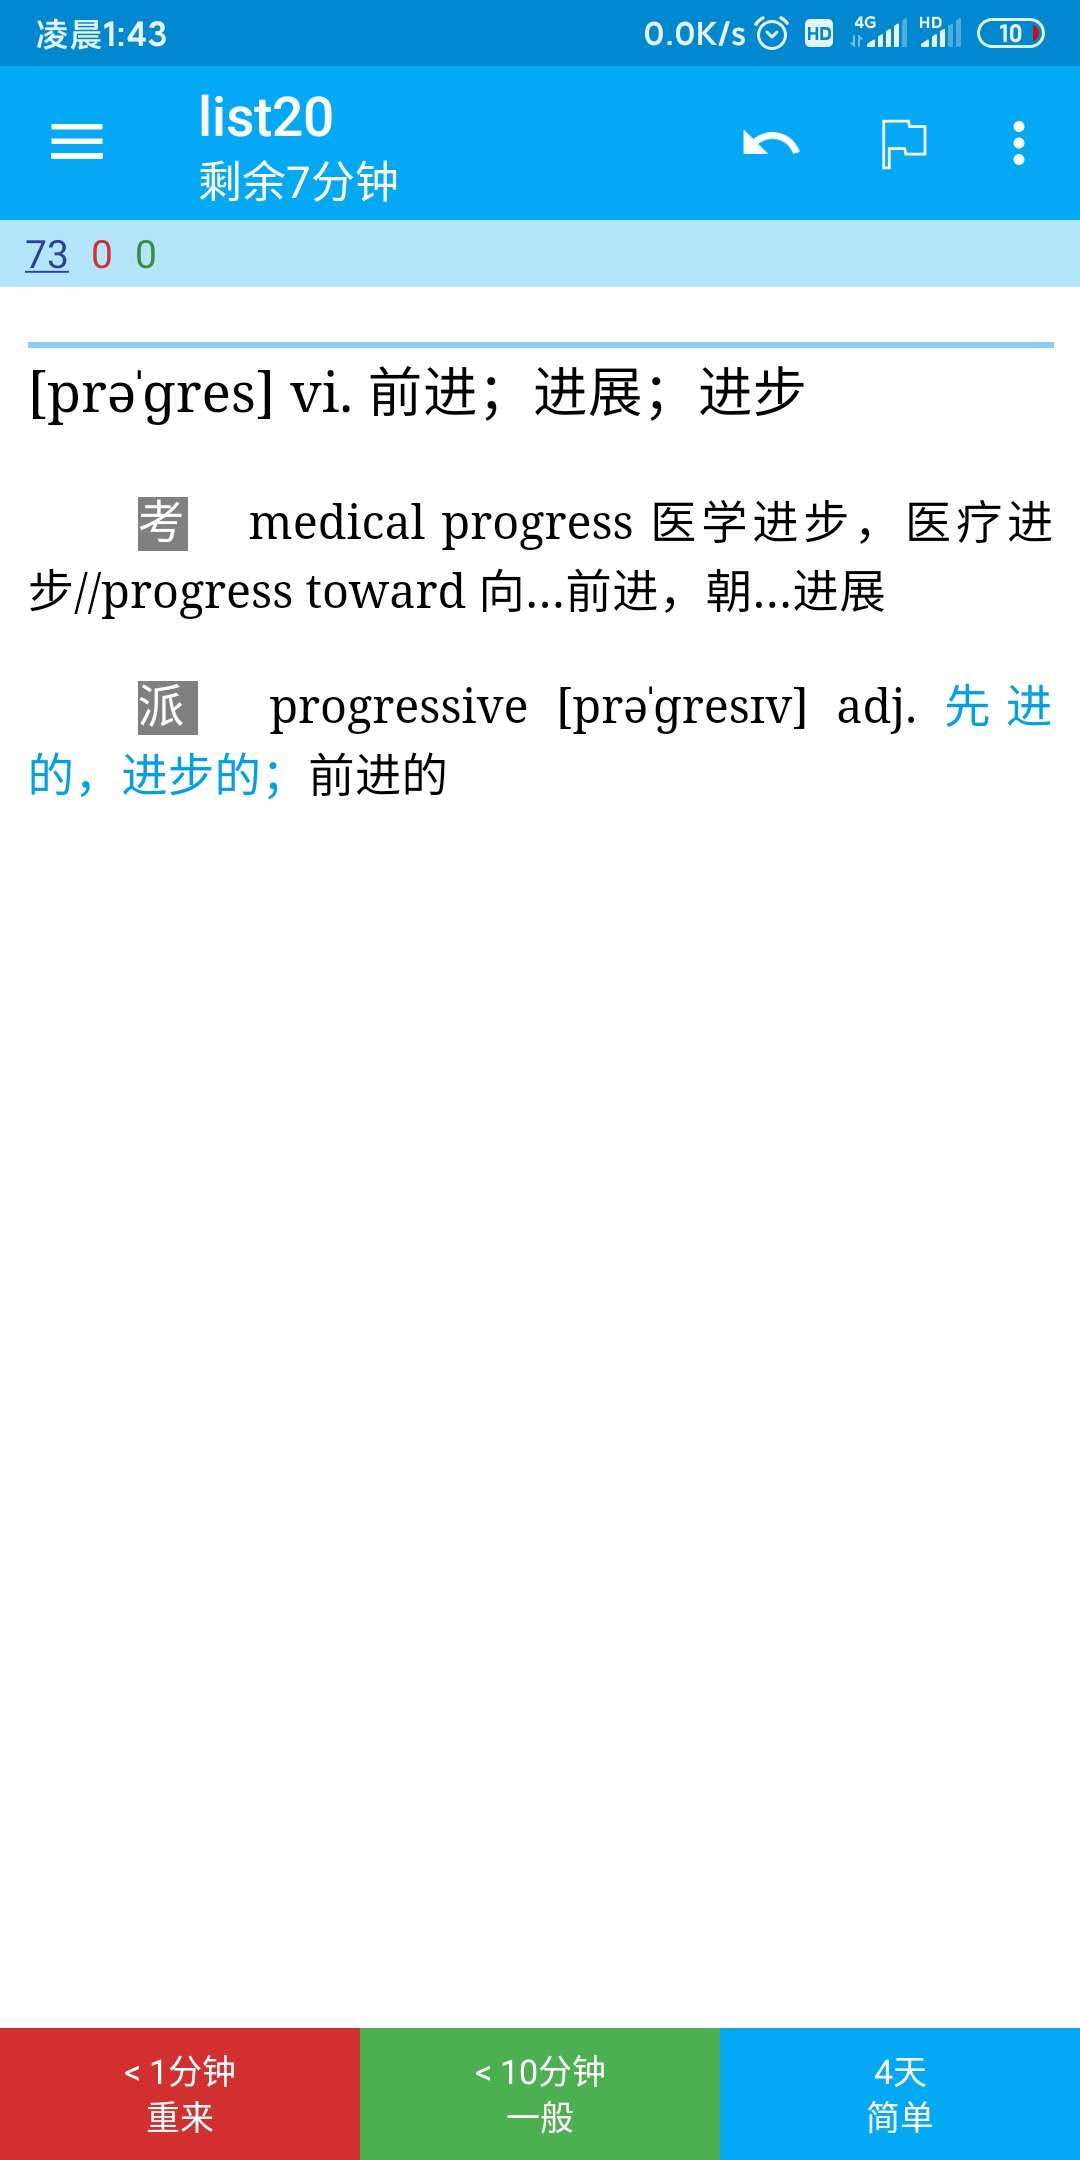 凌晨1:43 0.0K/s HD 4G HD 10
list20
剩余7分钟
73 0 0
[prəˈɡres] vi. 前进；进展；进步
考 medical progress 医学进步，医疗进
步//progress toward 向…前进，朝…进展
派 progressive [prəˈɡresɪv] adj. 先进
的，进步的；前进的
< 1分钟 < 10分钟 4天
重来 一般 简单